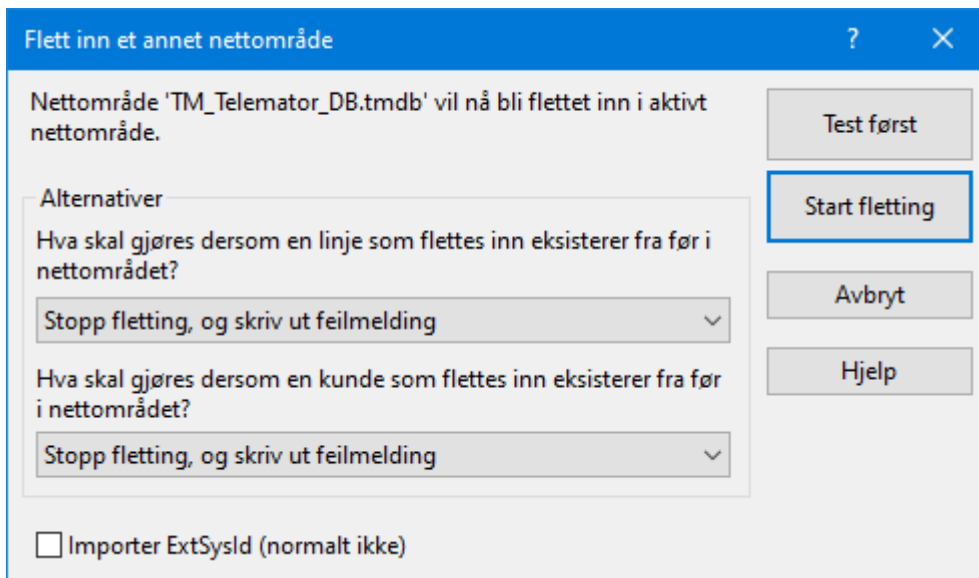 Flett inn et annet nettområde
?
Nettområde 'TM_Telemator_DB.tmdb' vil nå bli flettet inn i aktivt
nettområde.
Test først
Start fletting
Avbryt
Hjelp
Alternativer
Hva skal gjøres dersom en linje som flettes inn eksisterer fra før i
nettområdet?
Stopp fletting, og skriv ut feilmelding
Hva skal gjøres dersom en kunde som flettes inn eksisterer fra før
i nettområdet?
Stopp fletting, og skriv ut feilmelding
Importer ExtSysId (normalt ikke)